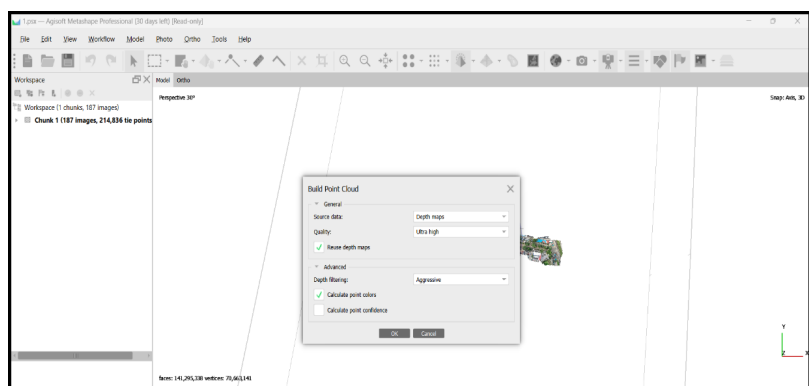 1.psx — Agisoft Metashape Professional (30 days left) [Read-only]
File Edit View Workflow Model Photo Ortho Tools Help
Workspace
Model Ortho
Workspace (1 chunks, 187 images)
Chunk 1 (187 images, 214,836 tie points
Perspective 30°
Snap: Axis, 3D
Build Point Cloud
General
Source data: Depth maps
Quality: Ultra high
Reuse depth maps
Advanced
Depth filtering: Aggressive
Calculate point colors
Calculate point confidence
OK Cancel
Y
Z X
faces: 141,295,338 vertices: 70,663,141